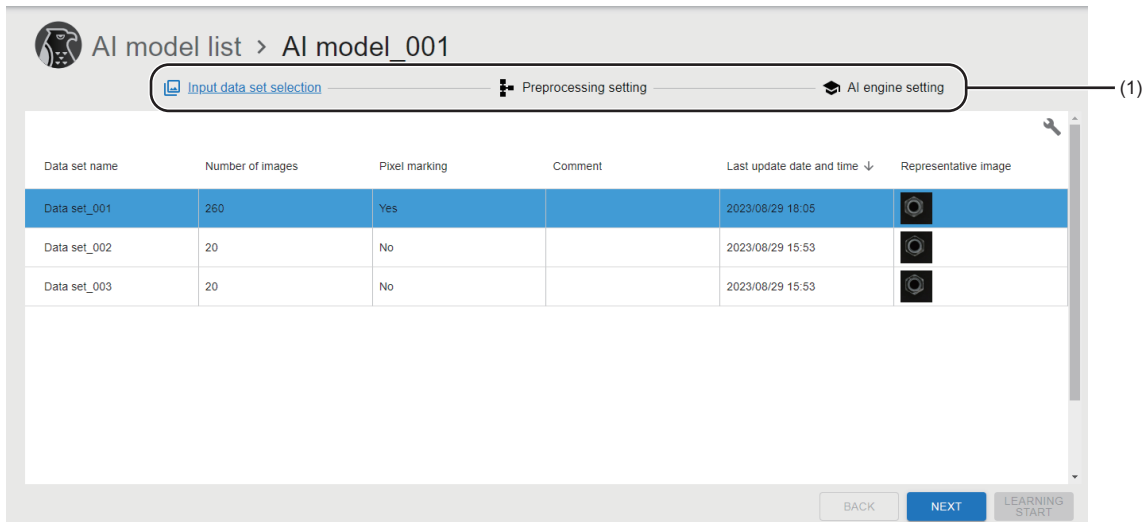 AI model list > AI model_001
Input data set selection Preprocessing setting AI engine setting (1)
Data set name Number of images Pixel marking Comment Last update date and time ↓ Representative image
Data set_001 260 Yes 2023/08/29 18:05
Data set_002 20 No 2023/08/29 15:53
Data set_003 20 No 2023/08/29 15:53
BACK NEXT LEARNING START